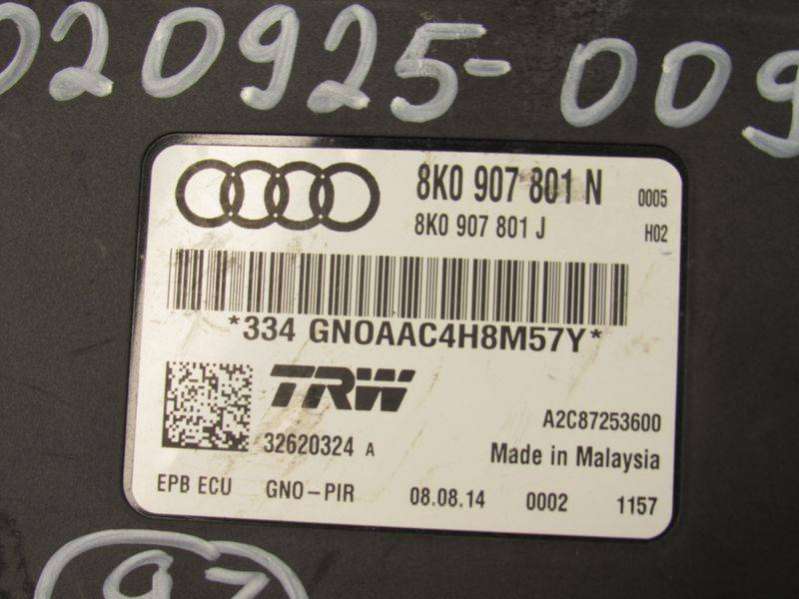 020925-009
8K0 907 801 N 0005
8K0 907 801 J H02
*334 GNOAAC4H8M57Y*
TRW
A2C87253600
32620324 A
Made in Malaysia
EPB ECU GNO-PIR 08.08.14 0002 1157